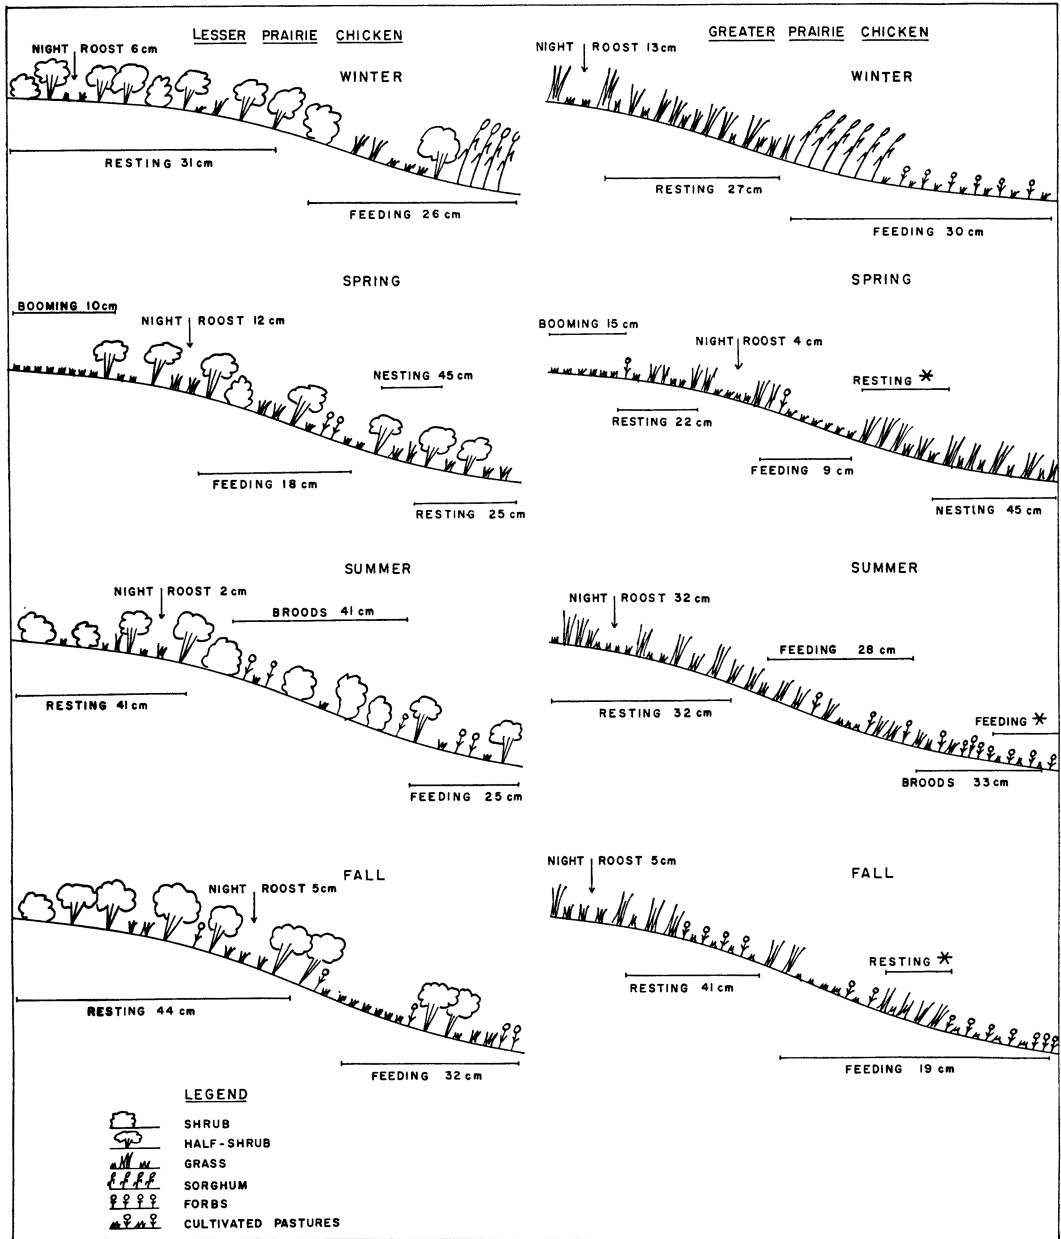 LESSER PRAIRIE CHICKEN
NIGHT ROOST 6cm
WINTER
RESTING 31cm
FEEDING 26 cm
SPRING
BOOMING 10cm
NIGHT ROOST 12 cm
NESTING 45cm
FEEDING 18 cm
RESTING 25 cm
SUMMER
NIGHT ROOST 2cm
BROODS 41 cm
RESTING 41 cm
FEEDING 25 cm
FALL
NIGHT ROOST 5cm
RESTING 44 cm
FEEDING 32 cm
GREATER PRAIRIE CHICKEN
NIGHT ROOST 13cm
WINTER
RESTING 27cm
FEEDING 30 cm
SPRING
BOOMING 15 cm
NIGHT ROOST 4 cm
RESTING *
RESTING 22 cm
FEEDING 9 cm
NESTING 45 cm
SUMMER
NIGHT ROOST 32 cm
FEEDING 28 cm
RESTING 32 cm
FEEDING *
BROODS 33 cm
FALL
NIGHT ROOST 5cm
RESTING *
RESTING 41 cm
FEEDING 19 cm
LEGEND
SHRUB
HALF-SHRUB
GRASS
SORGHUM
FORBS
CULTIVATED PASTURES